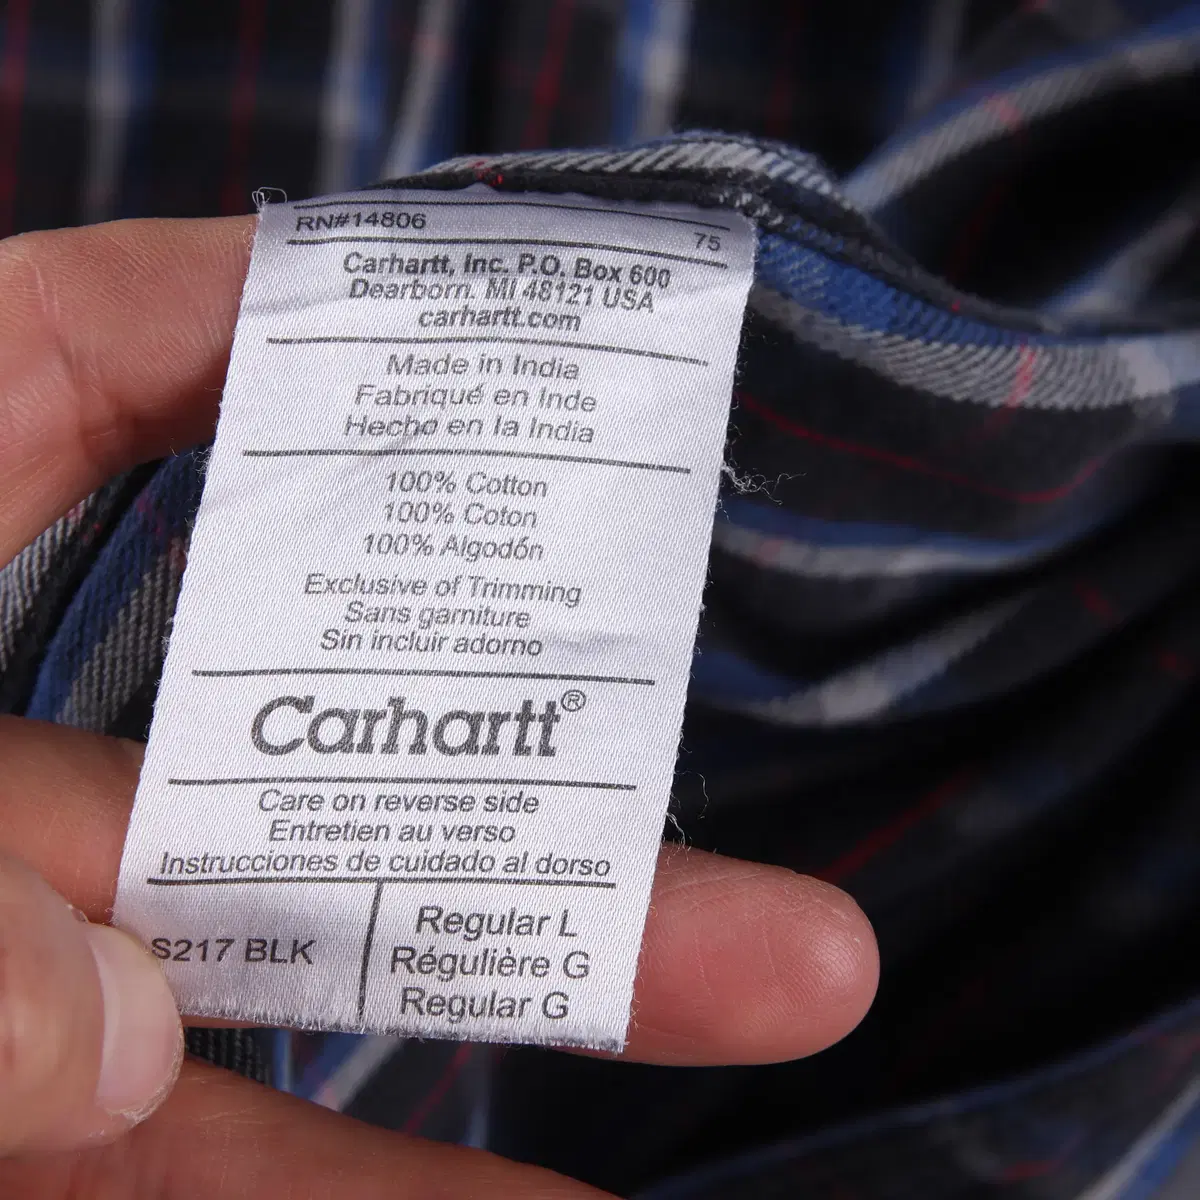 RN#14806
75
Carhartt, Inc. P.O. Box 600
Dearborn. MI 48121 USA
carhartt.com
Made in India
Fabriqué en Inde
Hecho en la India
100% Cotton
100% Coton
100% Algodón
Exclusive of Trimming
Sans garniture
Sin incluir adorno
Carhartt®
Care on reverse side
Entretien au verso
Instrucciones de cuidado al dorso
S217 BLK
Regular L
Régulière G
Regular G